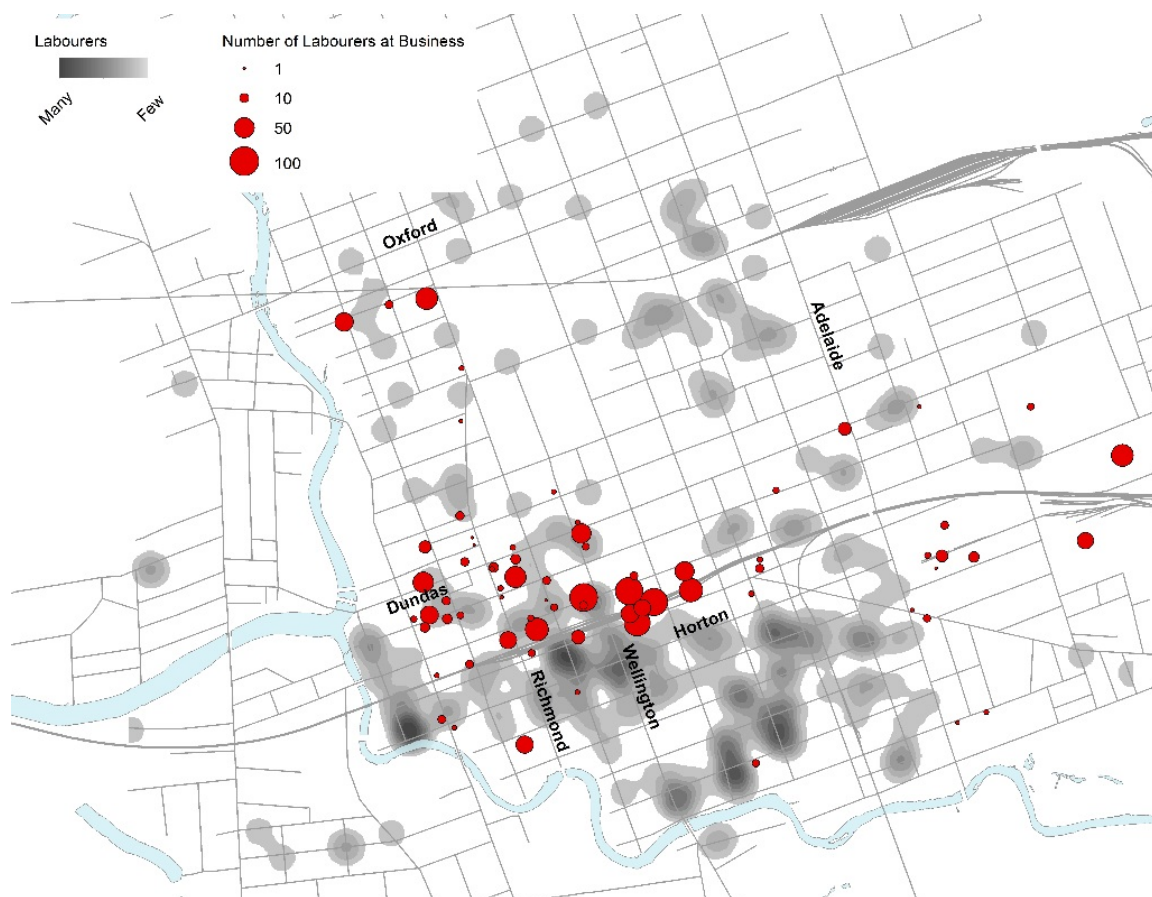 Labourers
Many
Few
Number of Labourers at Business
1
10
50
100
Oxford
Adelaide
Dundas
Horton
Wellington
Richmond